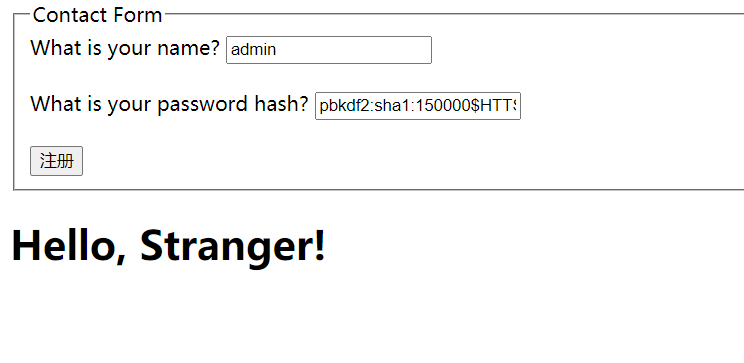 Contact Form
What is your name? admin
What is your password hash? pbkdf2:sha1:150000$HTT
注册
Hello, Stranger!